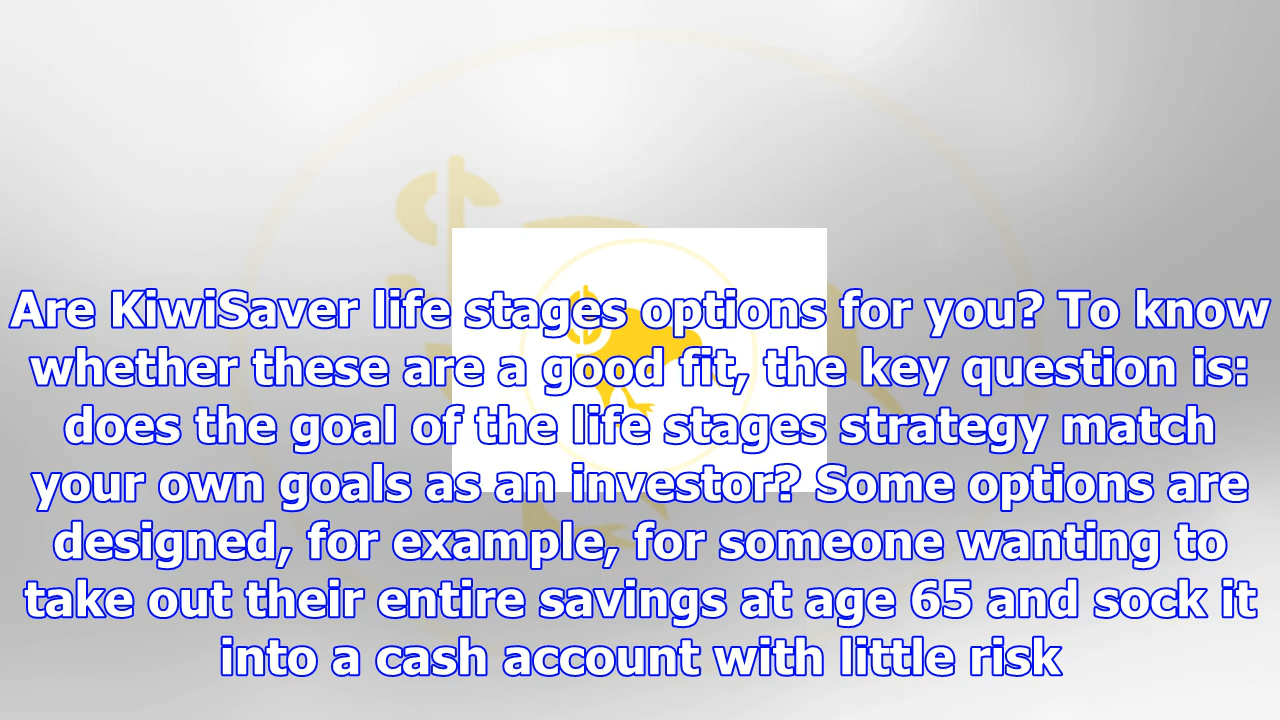 Are KiwiSaver life stages options for you? To know
whether these are a good fit, the key question is:
does the goal of the life stages strategy match
your own goals as an investor? Some options are
designed, for example, for someone wanting to
take out their entire savings at age 65 and sock it
into a cash account with little risk